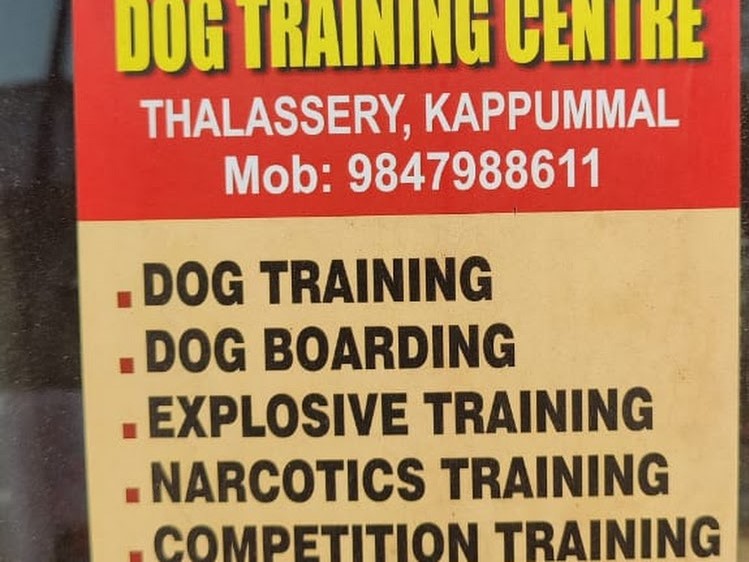 DOG TRAINING CENTRE
THALASSERY, KAPPUMMAL
Mob: 9847988611
DOG TRAINING
DOG BOARDING
EXPLOSIVE TRAINING
NARCOTICS TRAINING
COMPETITION TRAINING